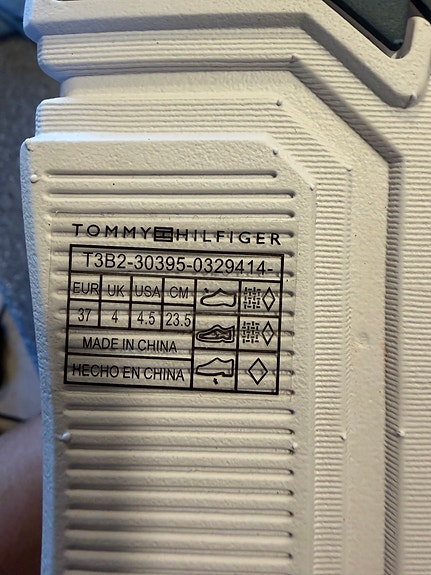 TOMMY HILFIGER
T3B2-30395-0329414-
EUR UK USA CM
37 4 4.5 23.5
MADE IN CHINA
HECHO EN CHINA